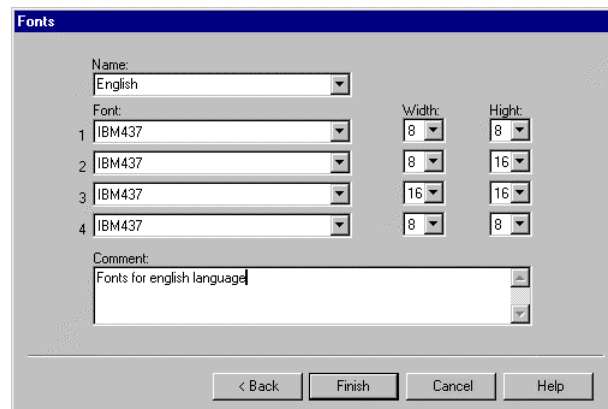 Fonts
Name:
English
Font: Width: Hight:
1 IBM437 8 8
2 IBM437 8 16
3 IBM437 16 16
4 IBM437 8 8
Comment:
Fonts for english language
< Back Finish Cancel Help